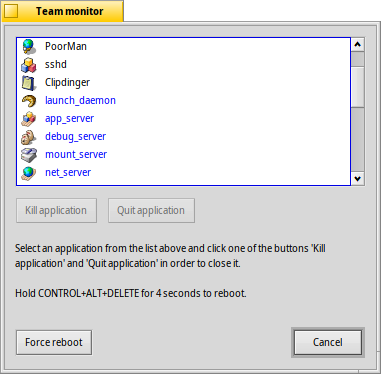 Team monitor
PoorMan
sshd
Clipdinger
launch_daemon
app_server
debug_server
mount_server
net_server
Kill application
Quit application
Select an application from the list above and click one of the buttons 'Kill
application' and 'Quit application' in order to close it.
Hold CONTROL+ALT+DELETE for 4 seconds to reboot.
Force reboot
Cancel